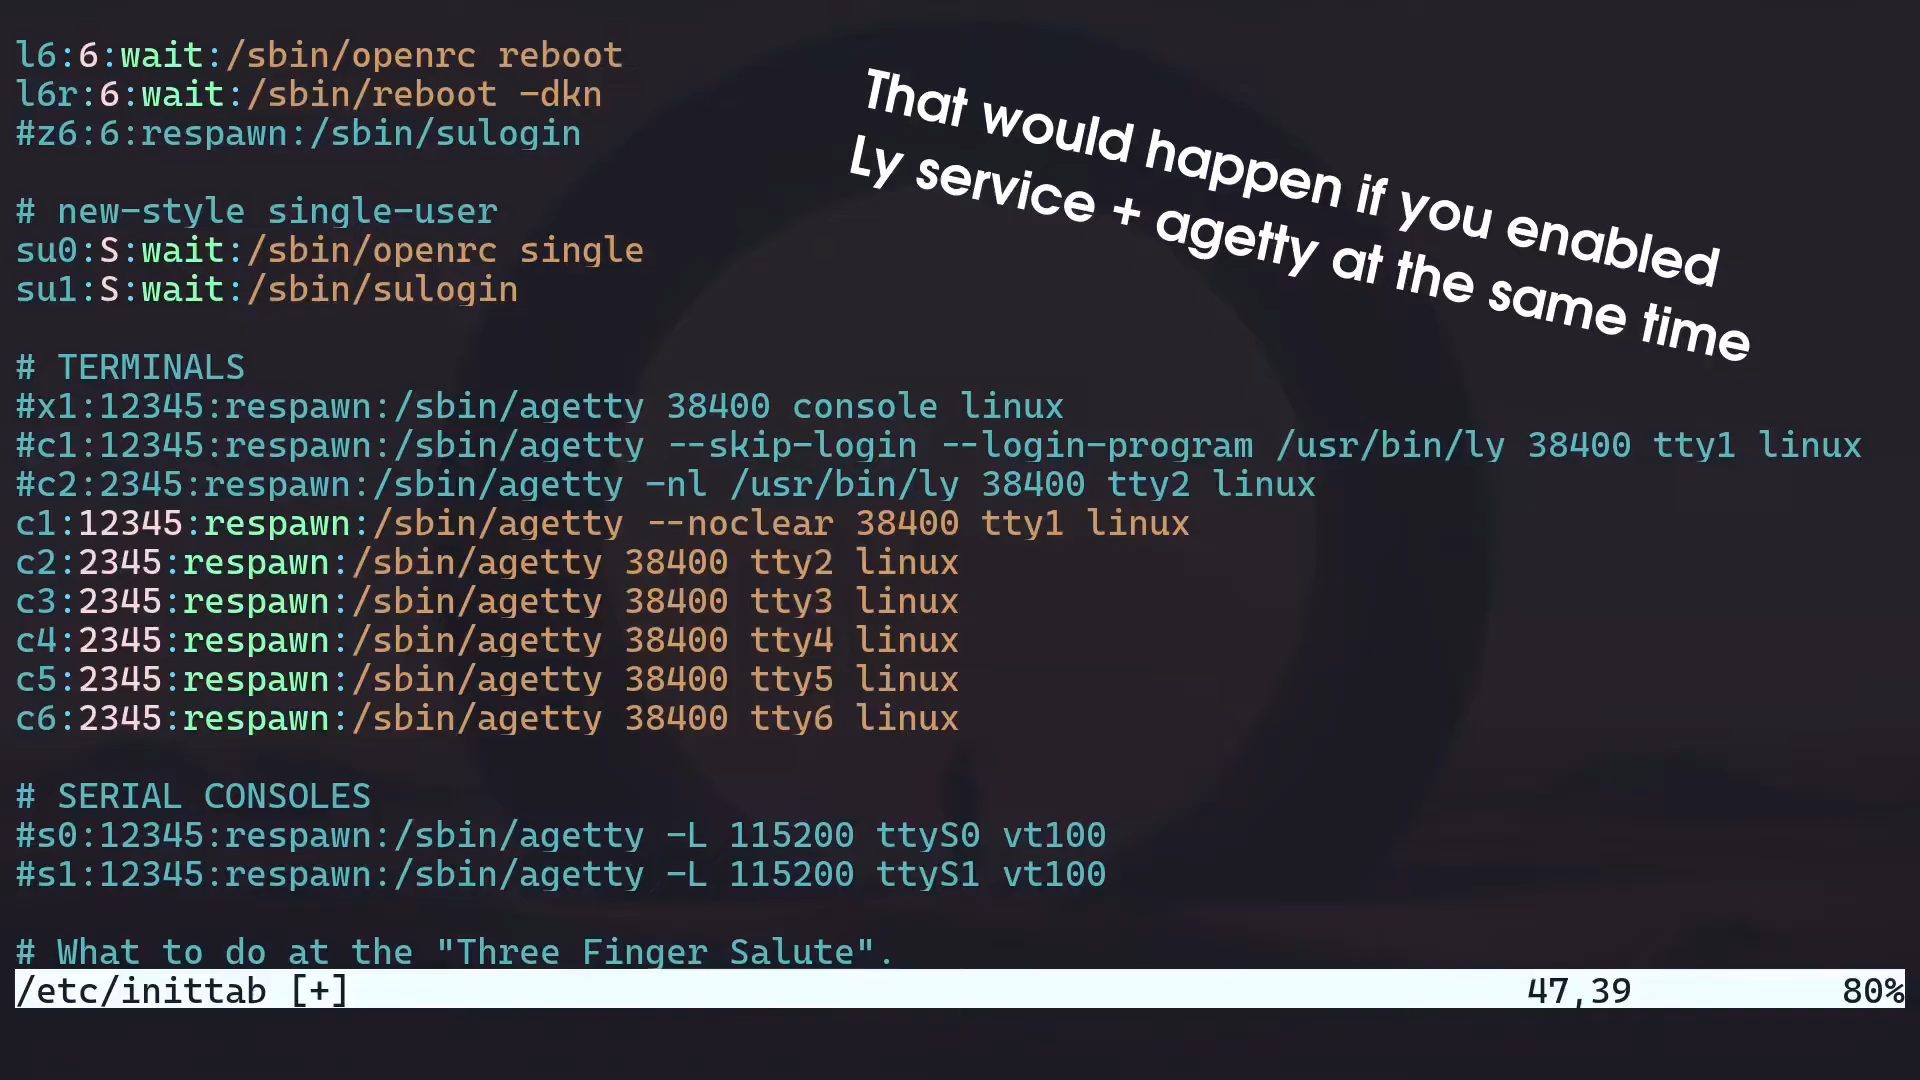 l6:6:wait:/sbin/openrc reboot
l6r:6:wait:/sbin/reboot -dkn
#z6:6:respawn:/sbin/sulogin
That would happen if you enabled
Ly service + agetty at the same time
# new-style single-user
su0:S:wait:/sbin/openrc single
su1:S:wait:/sbin/sulogin
# TERMINALS
#x1:12345:respawn:/sbin/agetty 38400 console linux
#c1:12345:respawn:/sbin/agetty --skip-login --login-program /usr/bin/ly 38400 tty1 linux
#c2:2345:respawn:/sbin/agetty -nl /usr/bin/ly 38400 tty2 linux
c1:12345:respawn:/sbin/agetty --noclear 38400 tty1 linux
c2:2345:respawn:/sbin/agetty 38400 tty2 linux
c3:2345:respawn:/sbin/agetty 38400 tty3 linux
c4:2345:respawn:/sbin/agetty 38400 tty4 linux
c5:2345:respawn:/sbin/agetty 38400 tty5 linux
c6:2345:respawn:/sbin/agetty 38400 tty6 linux
# SERIAL CONSOLES
#s0:12345:respawn:/sbin/agetty -L 115200 ttyS0 vt100
#s1:12345:respawn:/sbin/agetty -L 115200 ttyS1 vt100
# What to do at the "Three Finger Salute".
/etc/inittab [+] 47,39 80%